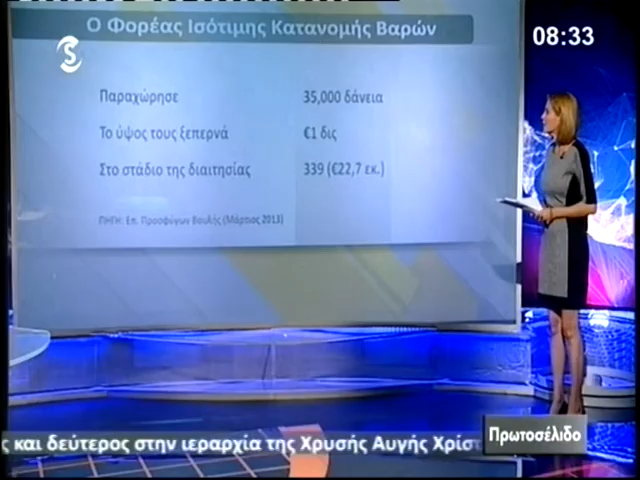 Ο Φορέας Ισότιμης Κατανομής Βαρών
08:33
S
Παραχώρησε 35,000 δάνεια
Το ύψος τους ξεπερνά €1 δις
Στο στάδιο της διαιτησίας 339 (€22,7 εκ.)
ΠΗΓΗ: Επ. Προσφύγων Βουλής (Μάρτιος 2013)
ς και δεύτερος στην ιεραρχία της Χρυσής Αυγής Χρίστ
Πρωτοσέλιδο